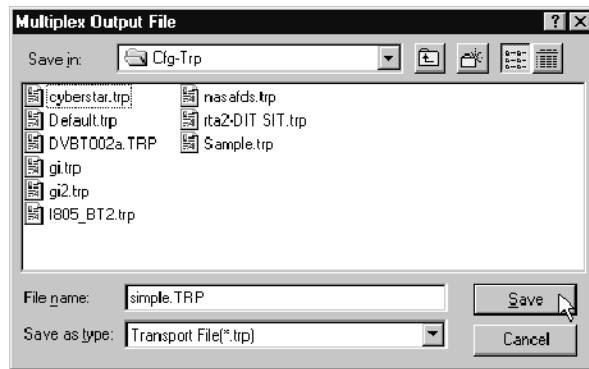 Multiplex Output File
Save in: Cfg-Trp
cyberstar.trp
Default.trp
DVBT002a.TRP
gi.trp
gi2.trp
I805_BT2.trp
nasafcls.trp
rta2-DIT SIT.trp
Sample.trp
File name: simple.TRP
Save
Save as type: Transport File(*.trp)
Cancel